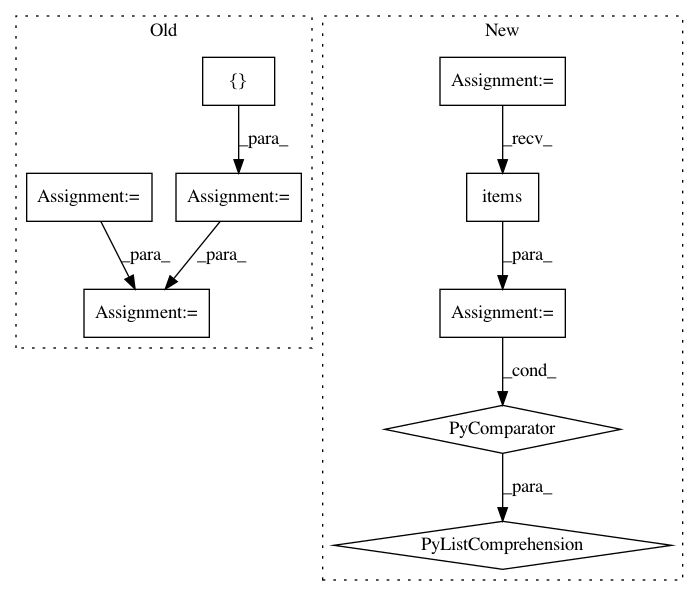 Old
New
{}
Assignment:=
_para_
_recv_
Assignment:=
Assignment:=
items
_para_
_para_
_para_
Assignment:=
Assignment:=
_cond_
PyComparator
_para_
PyListComprehension